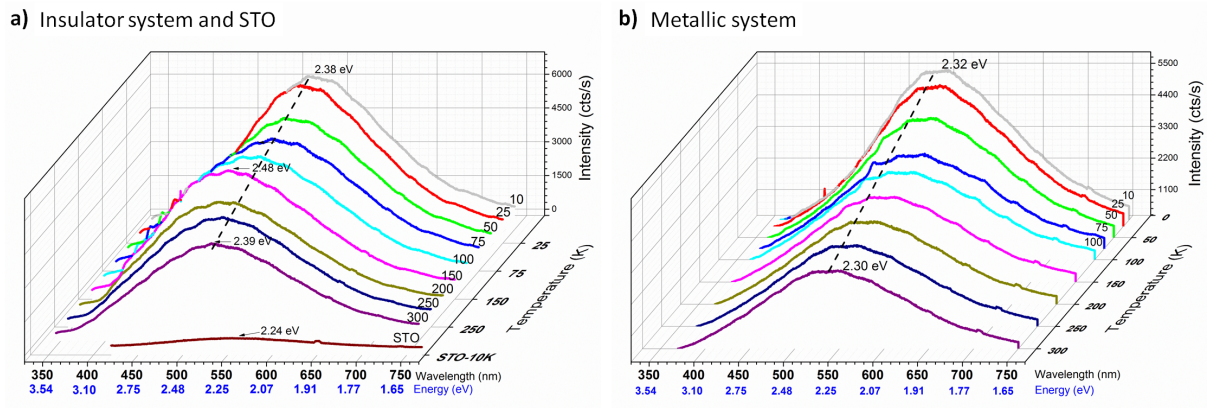 a) Insulator system and STO
2.38 eV
2.48 eV
2.39 eV
2.24 eV
10
25
50
75
100
150
200
250
300
STO
6000
4500
3000
1500
0
Intensity (cts/s)
25
75
150
250
STO-10K
Temperature (K)
350 400 450 500 550 600 650 700 750
Wavelength (nm)
3.54 3.10 2.75 2.48 2.25 2.07 1.91 1.77 1.65 Energy (eV)
b) Metallic system
2.32 eV
2.30 eV
10
25
50
75
100
5500
4400
3300
2200
1100
0
Intensity (cts/s)
50
100
150
200
250
300
Temperature (K)
350 400 450 500 550 600 650 700 750
Wavelength (nm)
3.54 3.10 2.75 2.48 2.25 2.07 1.91 1.77 1.65 Energy (eV)